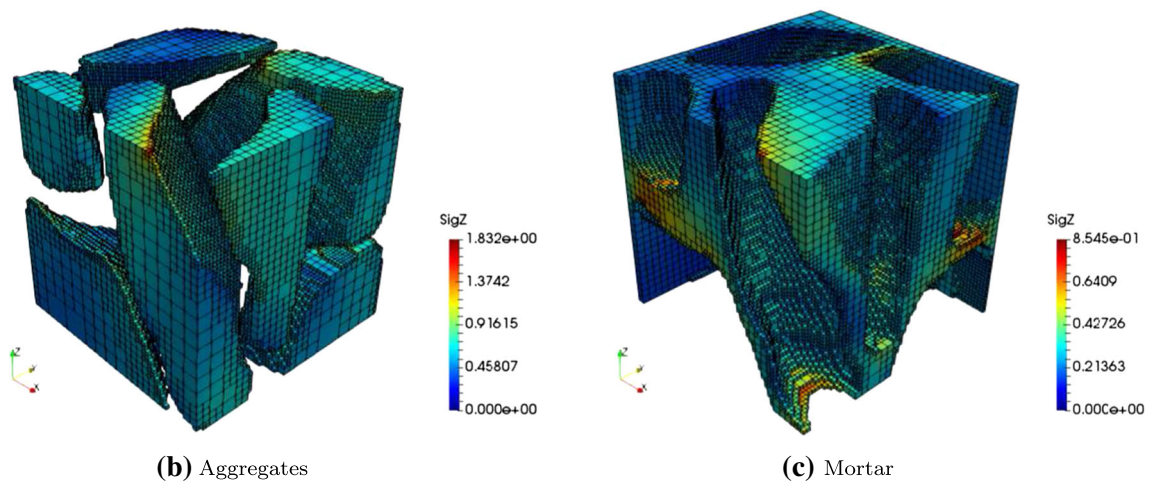 SigZ
1.832e+00
1.3742
0.91615
0.45807
0.000e+00
Z
Y
X
(b) Aggregates
SigZ
8.545e-01
0.6409
0.42726
0.21363
0.000e+00
Z
Y
X
(c) Mortar